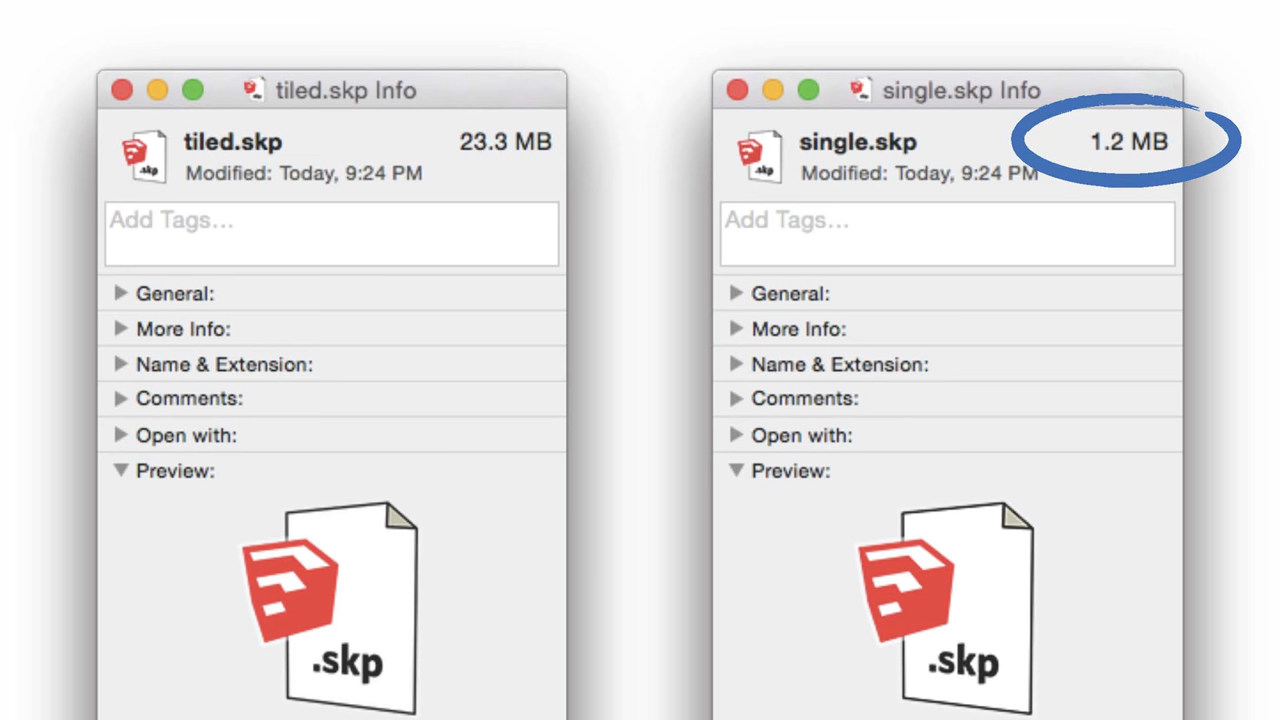 tiled.skp Info
tiled.skp 23.3 MB
Modified: Today, 9:24 PM
Add Tags...
General:
More Info:
Name & Extension:
Comments:
Open with:
Preview:
.skp
single.skp Info
single.skp 1.2 MB
Modified: Today, 9:24 PM
Add Tags...
General:
More Info:
Name & Extension:
Comments:
Open with:
Preview:
.skp